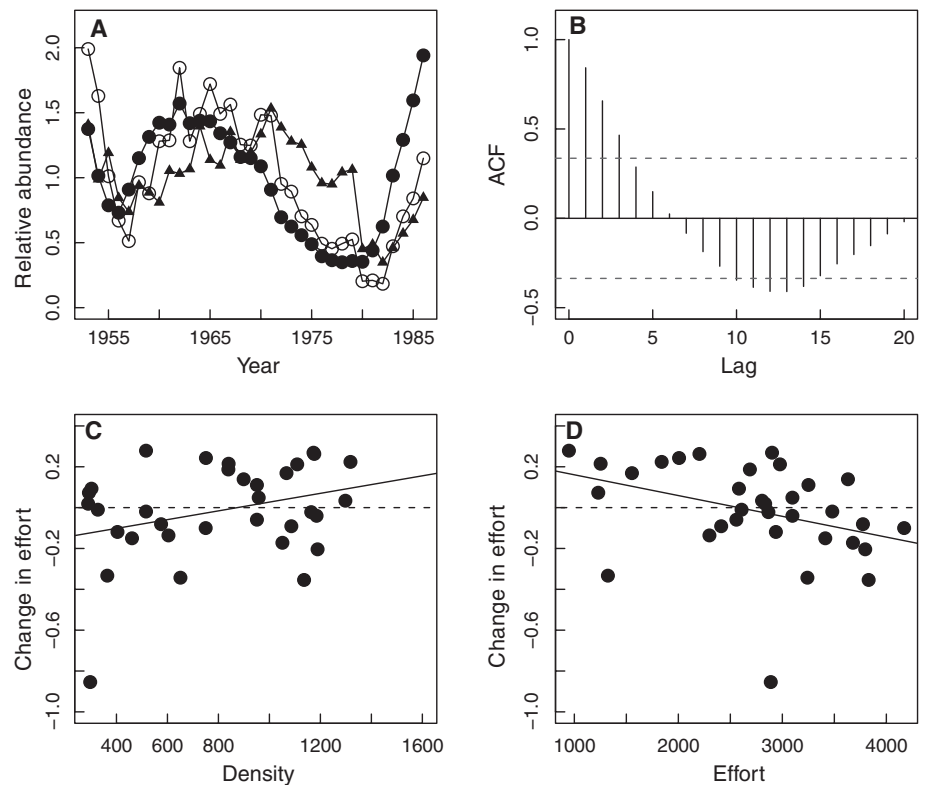 A
Relative abundance
0.0 0.5 1.0 1.5 2.0
1955 1965 1975 1985
Year
B
ACF
−0.5 0.0 0.5 1.0
0 5 10 15 20
Lag
C
Change in effort
−1.0 −0.6 −0.2 0.2
400 800 1200 1600
Density
D
Change in effort
−1.0 −0.6 −0.2 0.2
1000 2000 3000 4000
Effort